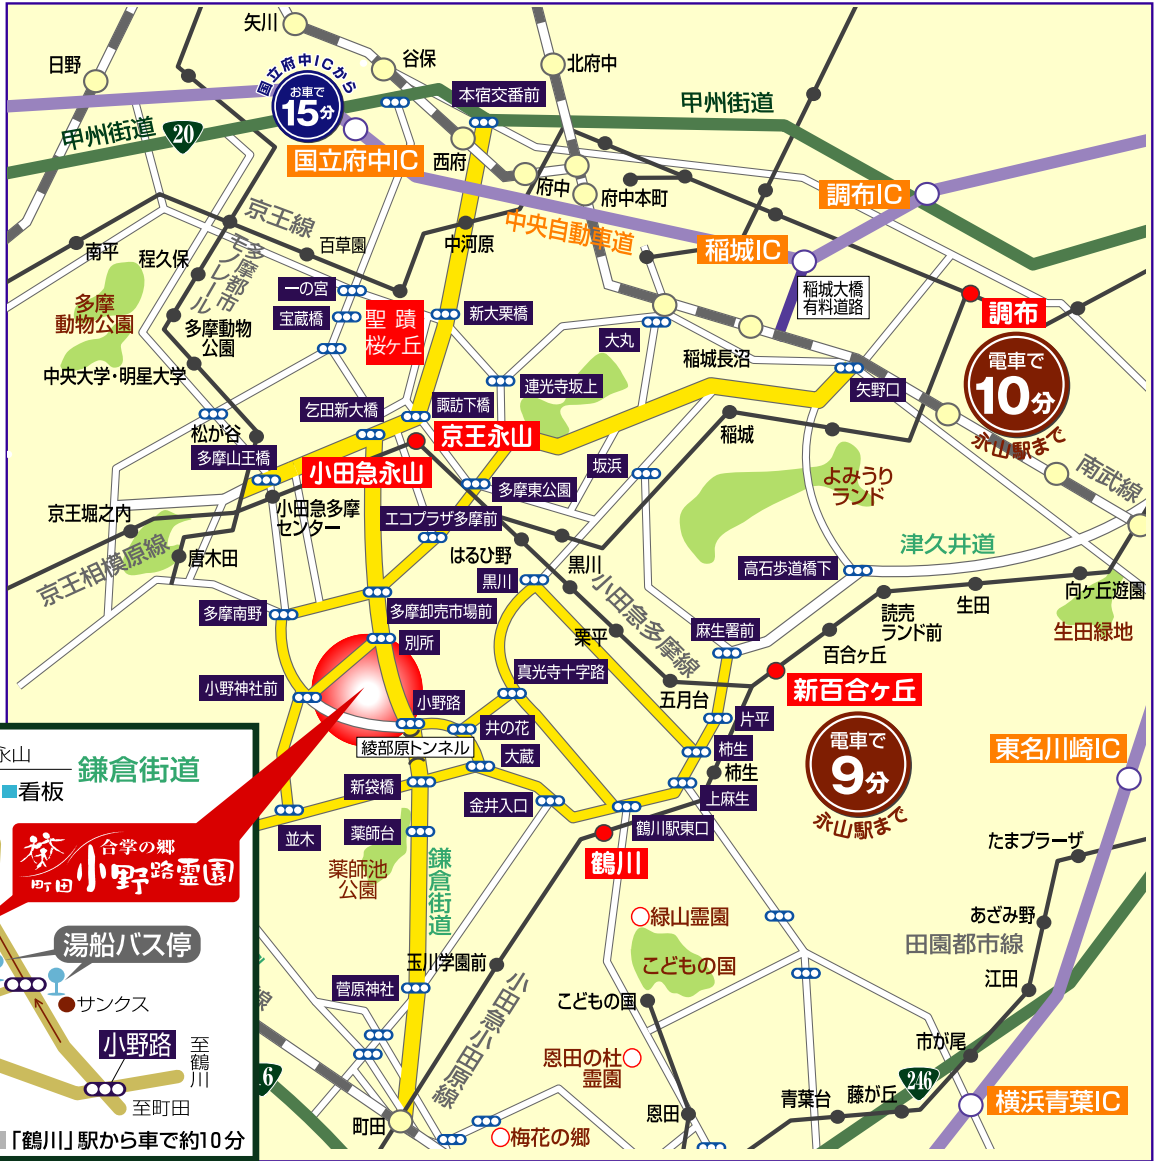 矢川
日野
谷保
北府中
国立府中ICから
お車で
15分
本宿交番前
甲州街道
甲州街道
20
国立府中IC
西府
府中
府中本町
調布IC
京王線
中央自動車道
稲城IC
南平
程久保
百草園
中河原
多摩都市
モノレール
一の宮
宝蔵橋
聖蹟
桜ヶ丘
新大栗橋
稲城大橋
有料道路
調布
多摩
動物公園
多摩動物
公園
大丸
稲城長沼
電車で
10分
永山駅まで
中央大学・明星大学
連光寺坂上
矢野口
乞田新大橋
諏訪下橋
松が谷
京王永山
稲城
多摩山王橋
小田急永山
坂浜
よみうり
ランド
南武線
多摩東公園
京王堀之内
小田急多摩
センター
エコプラザ多摩前
はるひ野
津久井道
京王相模原線
唐木田
黒川
黒川
高石歩道橋下
小田急多摩線
向ヶ丘遊園
生田
読売
ランド前
生田緑地
多摩南野
多摩卸売市場前
別所
栗平
麻生署前
百合ヶ丘
真光寺十字路
小野神社前
小野路
五月台
新百合ヶ丘
井の花
片平
綾部原トンネル
大蔵
柿生
柿生
電車で
9分
永山駅まで
東名川崎IC
永山
鎌倉街道
看板
新袋橋
金井入口
上麻生
並木
薬師台
鶴川駅東口
合掌の郷
町田小野路霊園
薬師池
公園
鎌倉街道
鶴川
たまプラーザ
湯船バス停
緑山霊園
あざみ野
田園都市線
玉川学園前
こどもの国
江田
サンクス
線
菅原神社
こどもの国
小田急小田原線
小野路
至鶴川
市が尾
恩田の杜
霊園
16
246
至町田
町田
恩田
青葉台
藤が丘
横浜青葉IC
「鶴川」駅から車で約10分
梅花の郷